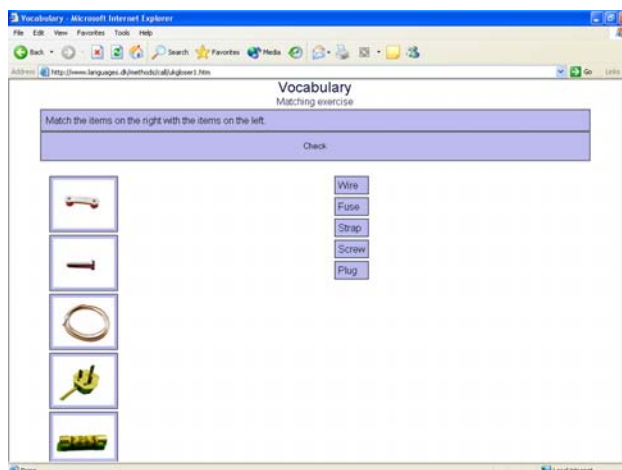 Vocabulary - Microsoft Internet Explorer
File Edit View Favorites Tools Help
Back Search Favorites Media
Address Go Links
Vocabulary
Matching exercise
Match the items on the right with the items on the left.
Check
Wire
Fuse
Strap
Screw
Plug